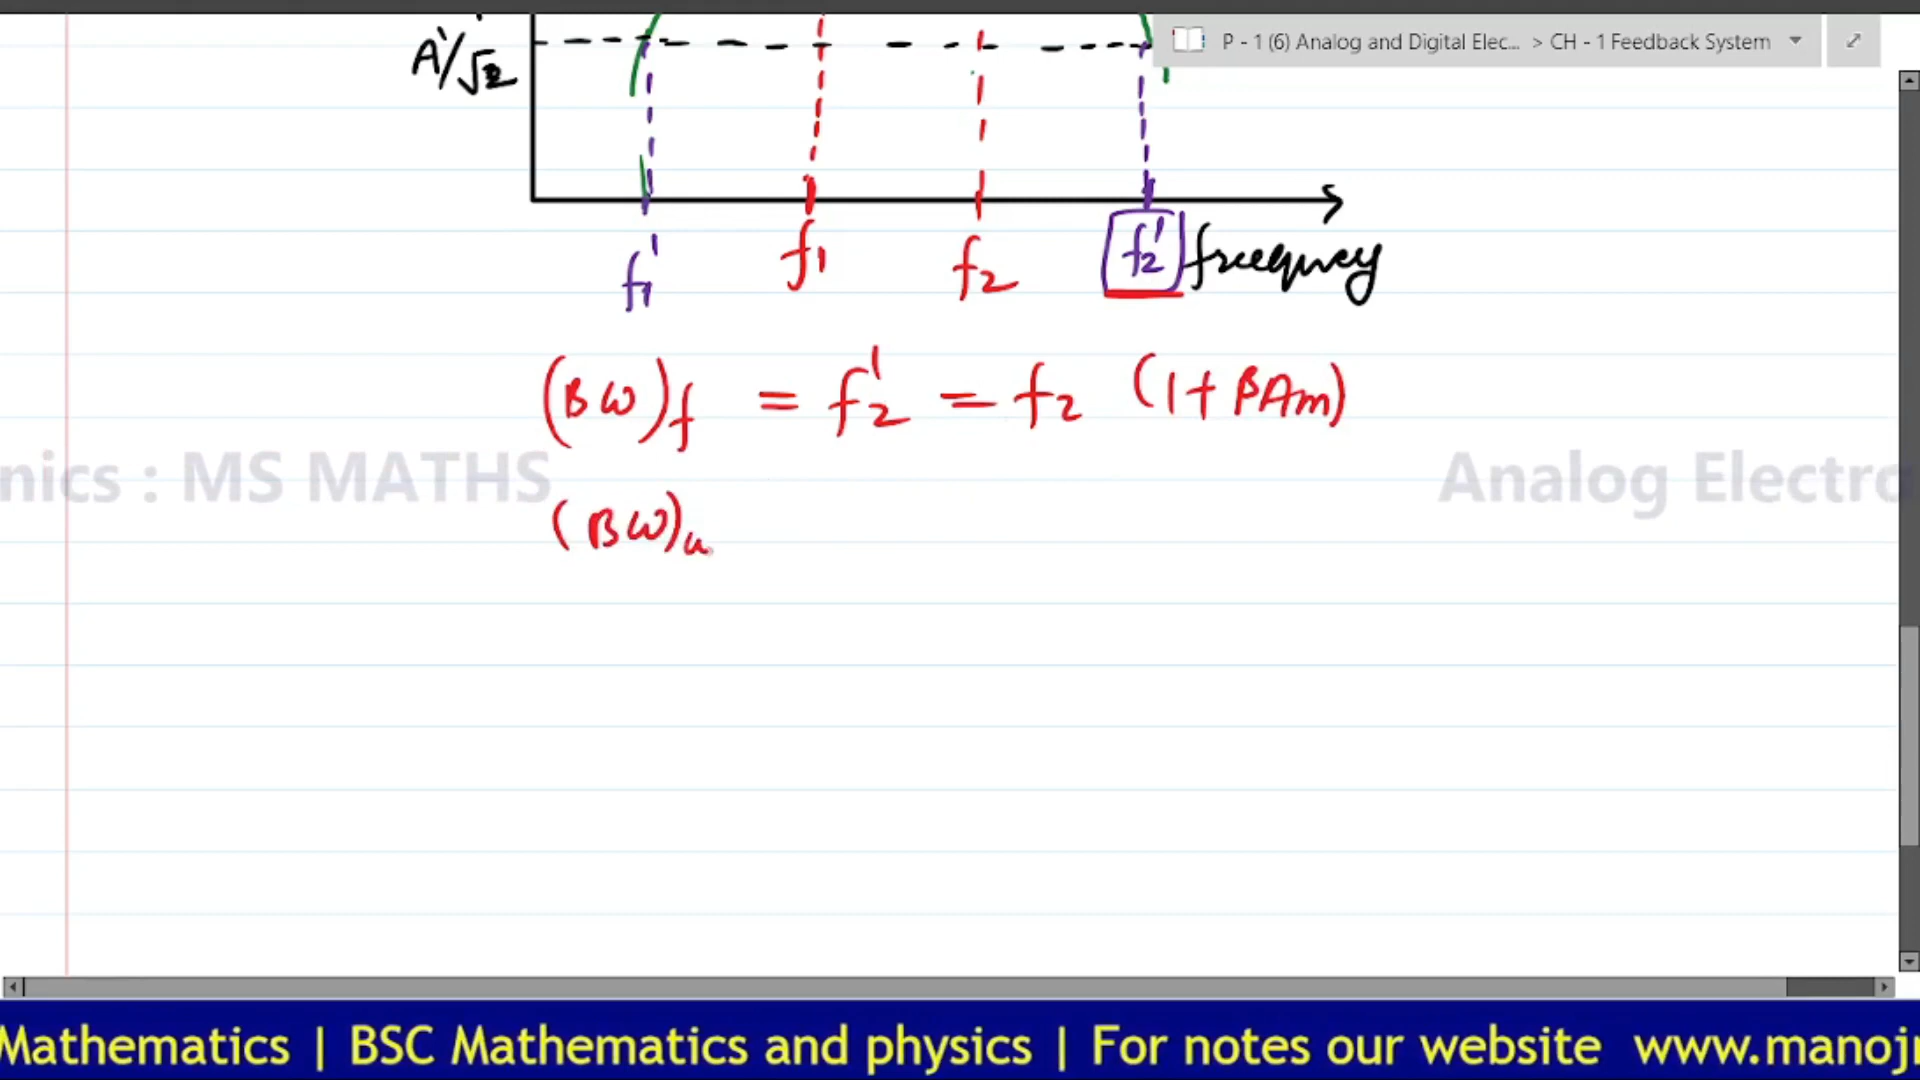 P - 1 (6) Analog and Digital Elec... > CH - 1 Feedback System
A'/√2
f1' f1 f2 f2' frequency
(BW)f = f2' = f2 (1+βAm)
nics : MS MATHS Analog Electro
(BW)w
Mathematics | BSC Mathematics and physics | For notes our website www.manojr